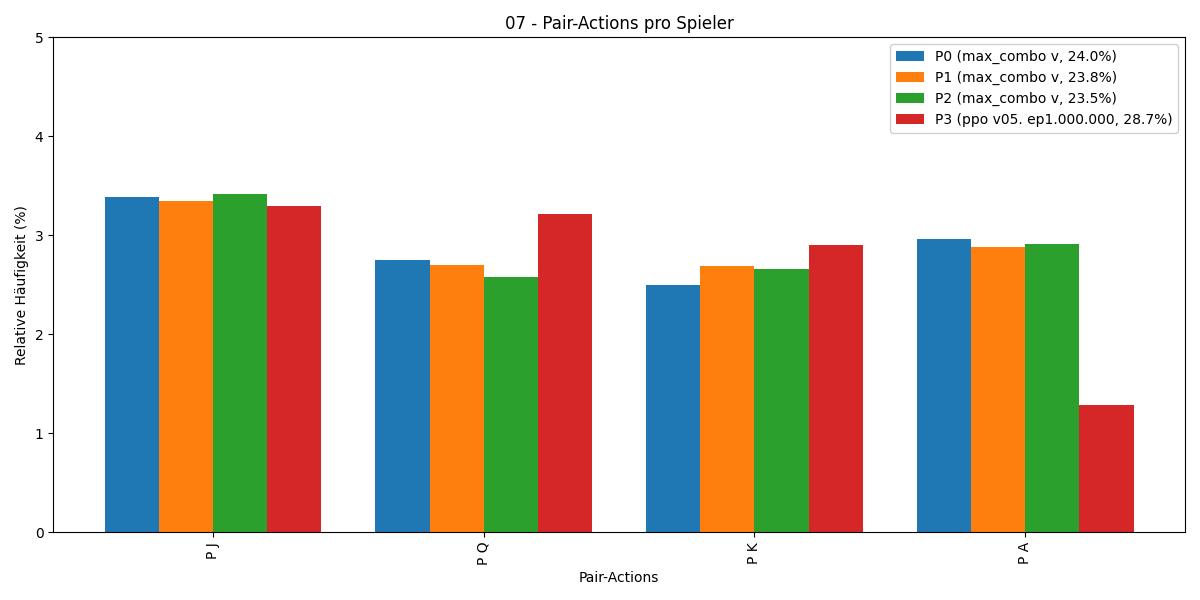 07 - Pair-Actions pro Spieler
P0 (max_combo v, 24.0%)
P1 (max_combo v, 23.8%)
P2 (max_combo v, 23.5%)
P3 (ppo v05. ep1.000.000, 28.7%)
Relative Häufigkeit (%)
5
4
3
2
1
0
P J
P Q
P K
P A
Pair-Actions